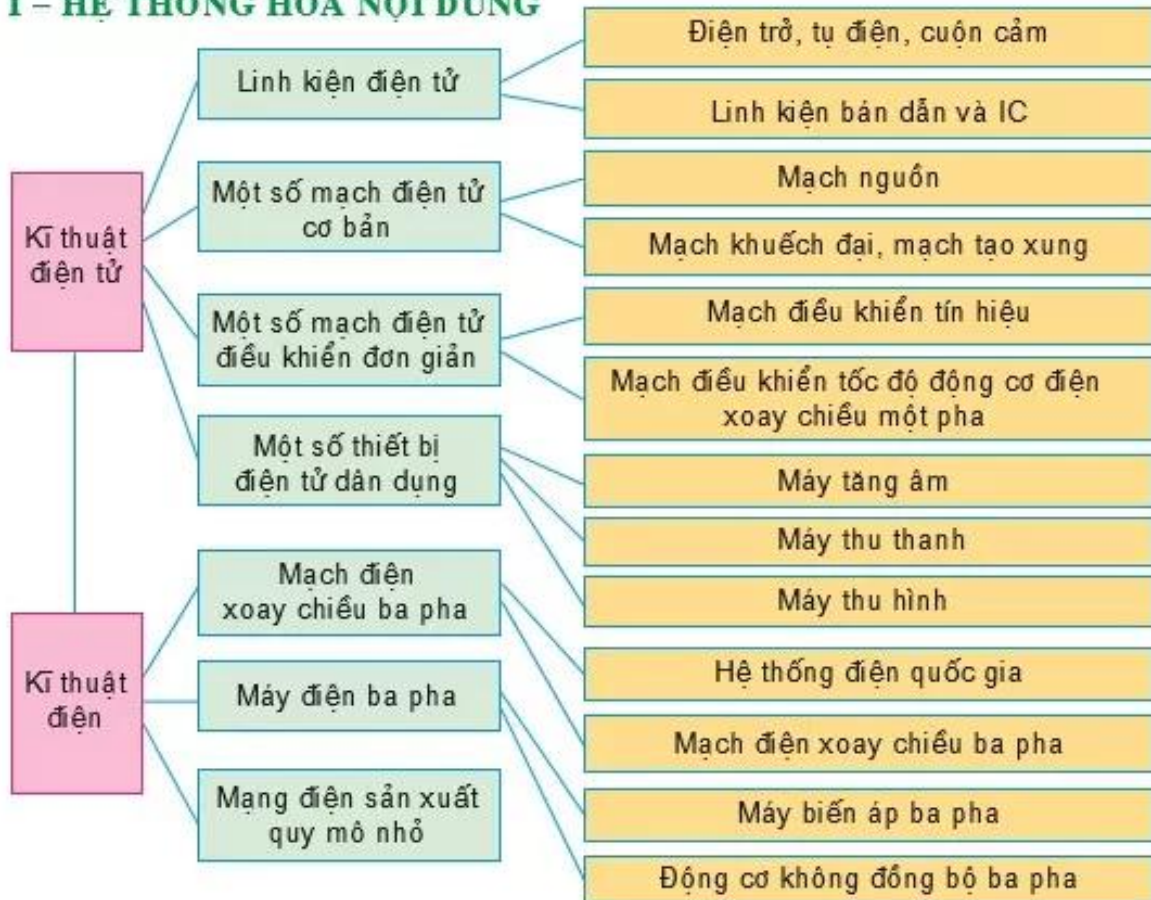 I – HỆ THỐNG HÓA NỘI DUNG
Kĩ thuật
điện tử
Linh kiện điện tử
Điện trở, tụ điện, cuộn cảm
Linh kiện bán dẫn và IC
Một số mạch điện tử
cơ bản
Mạch nguồn
Mạch khuếch đại, mạch tạo xung
Một số mạch điện tử
điều khiển đơn giản
Mạch điều khiển tín hiệu
Mạch điều khiển tốc độ động cơ điện
xoay chiều một pha
Một số thiết bị
điện tử dân dụng
Máy tăng âm
Máy thu thanh
Máy thu hình
Kĩ thuật
điện
Mạch điện
xoay chiều ba pha
Hệ thống điện quốc gia
Mạch điện xoay chiều ba pha
Máy điện ba pha
Máy biến áp ba pha
Động cơ không đồng bộ ba pha
Mạng điện sản xuất
quy mô nhỏ